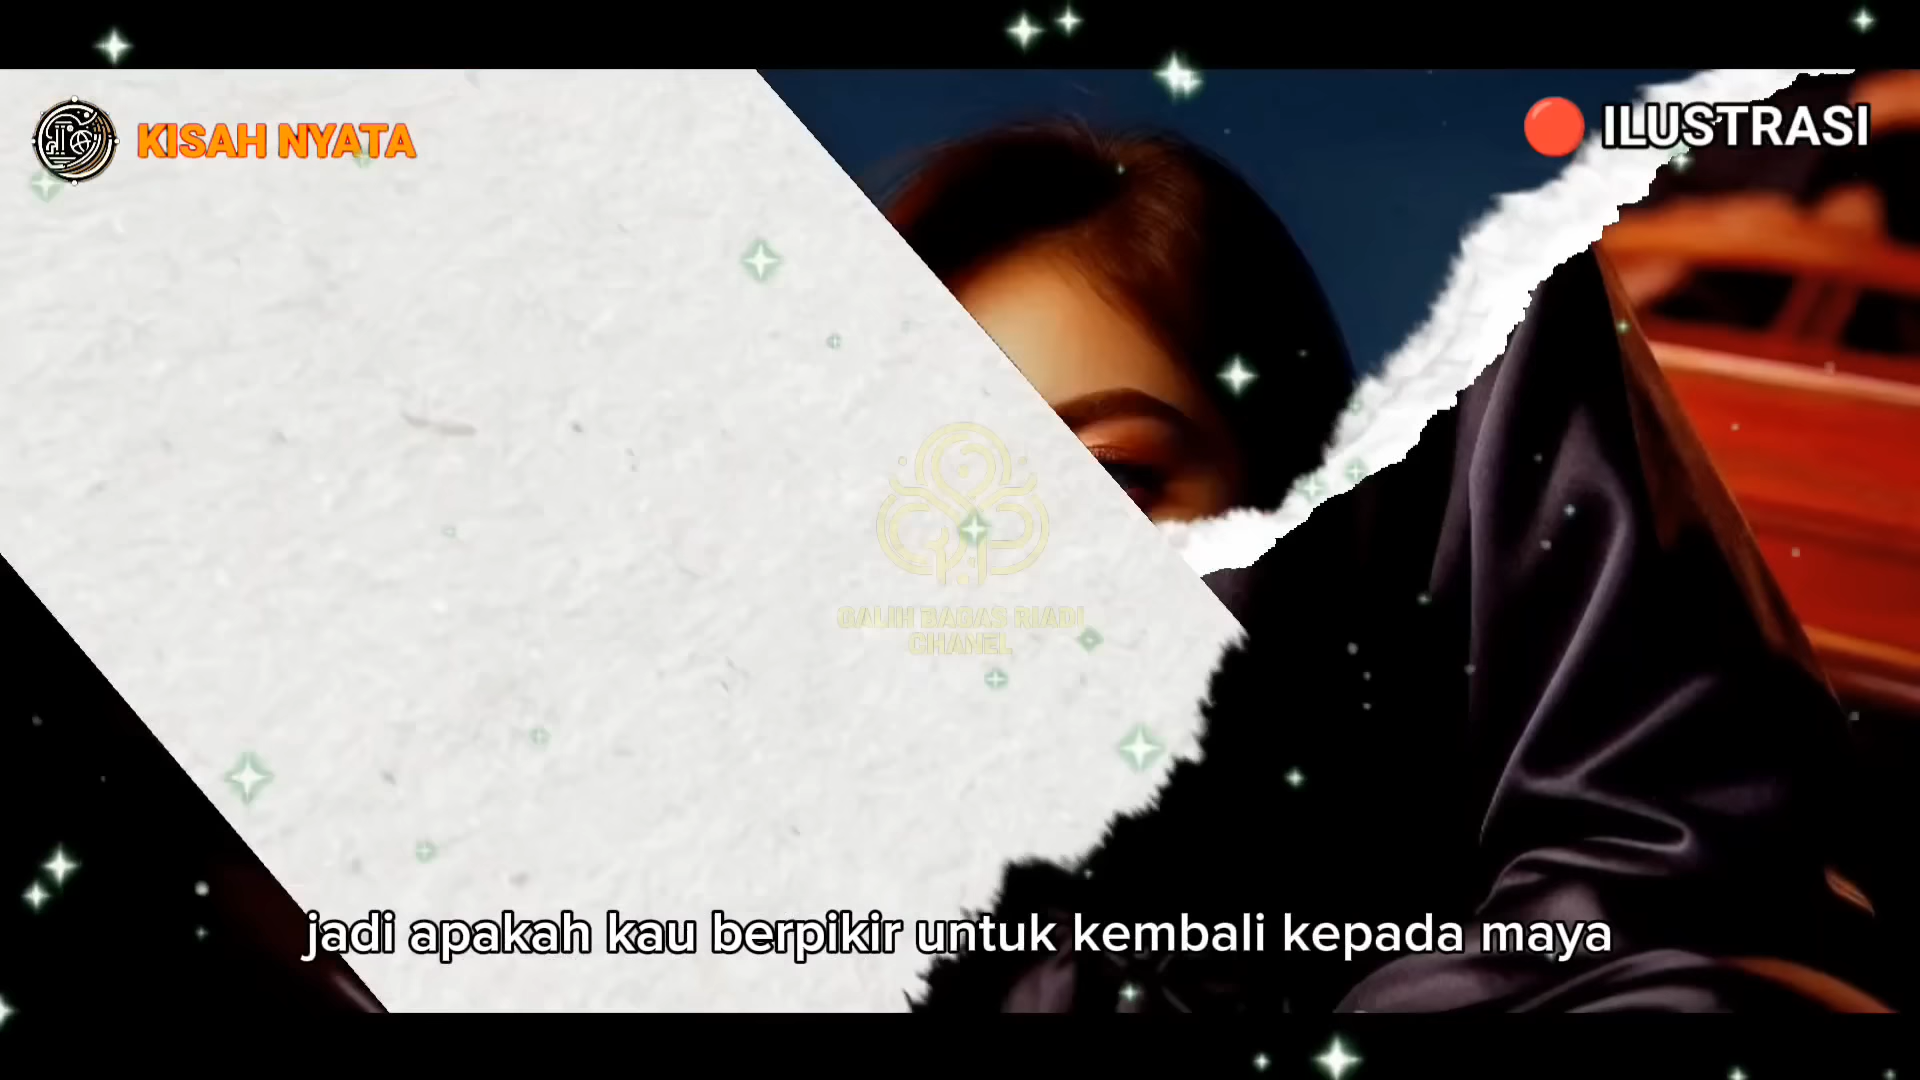 KISAH NYATA
ILUSTRASI
GALIH BAGAS RIADI
CHANEL
jadi apakah kau berpikir untuk kembali kepada maya